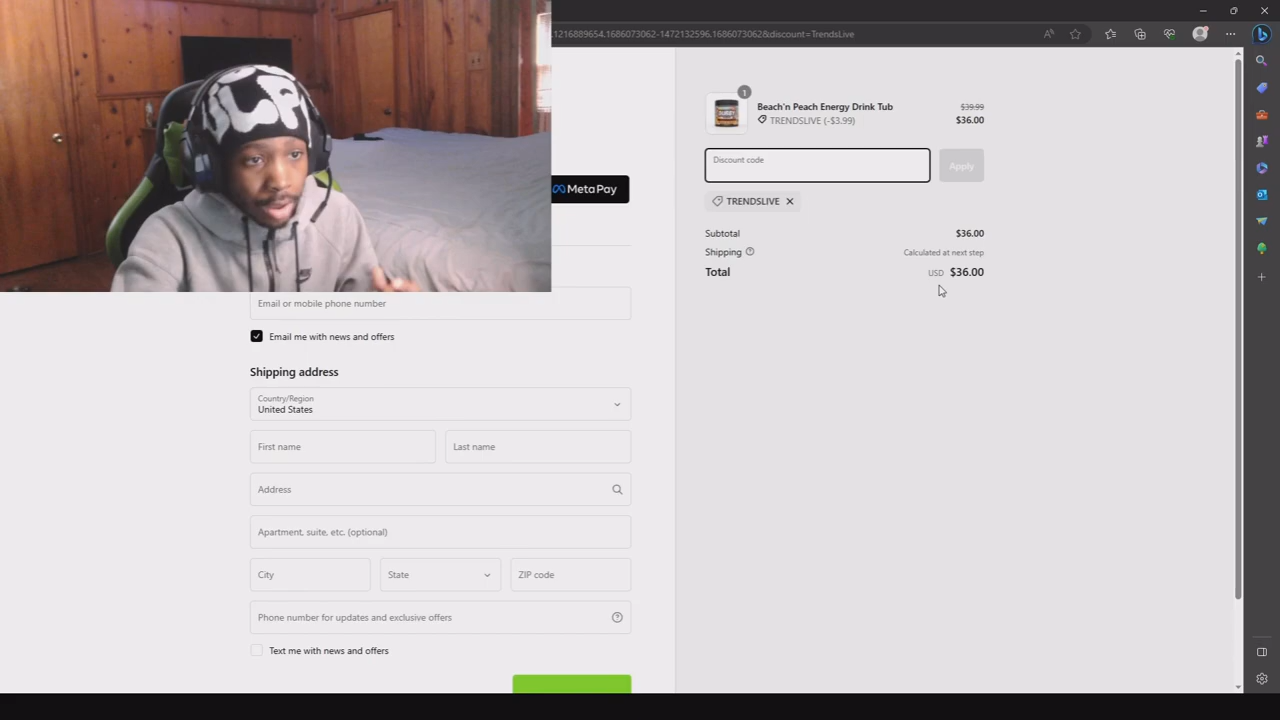 .1216889654.1686073062-1472132596.1686073062&discount=TrendsLive
LP
Meta Pay
Email or mobile phone number
Email me with news and offers
Shipping address
Country/Region
United States
First name
Last name
Address
Apartment, suite, etc. (optional)
City
State
ZIP code
Phone number for updates and exclusive offers
Text me with news and offers
1
Beach'n Peach Energy Drink Tub
$39.99
TRENDSLIVE (-$3.99)
$36.00
Discount code
Apply
TRENDSLIVE
Subtotal
$36.00
Shipping
Calculated at next step
Total
USD $36.00